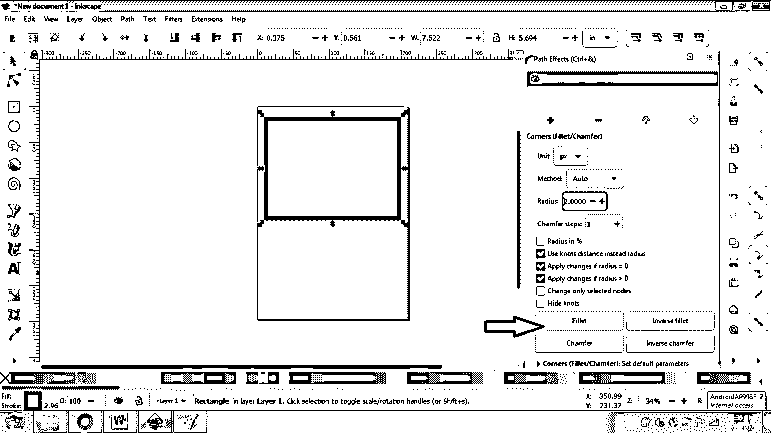 *New document 1 - Inkscape
File Edit View Layer Object Path Text Filters Extensions Help
X: 0.375 Y: 0.561 W: 7.522 H: 5.694 in
Path Effects (Ctrl+&)
Corners (Fillet/Chamfer)
Unit px
Method: Auto
Radius: 2.0000
Chamfer steps: 1
Radius in %
Use knots distance instead radius
Apply changes if radius = 0
Apply changes if radius > 0
Change only selected nodes
Hide knots
Fillet Inverse fillet
Chamfer Inverse chamfer
Corners (Fillet/Chamfer): Set default parameters
Fill:
Stroke: 2.96 O: 100 Layer 1 Rectangle in layer Layer 1. Click selection to toggle scale/rotation handles (or Shift+s).
X: 350.99
Y: 231.37
Z: 34% R
Internet access